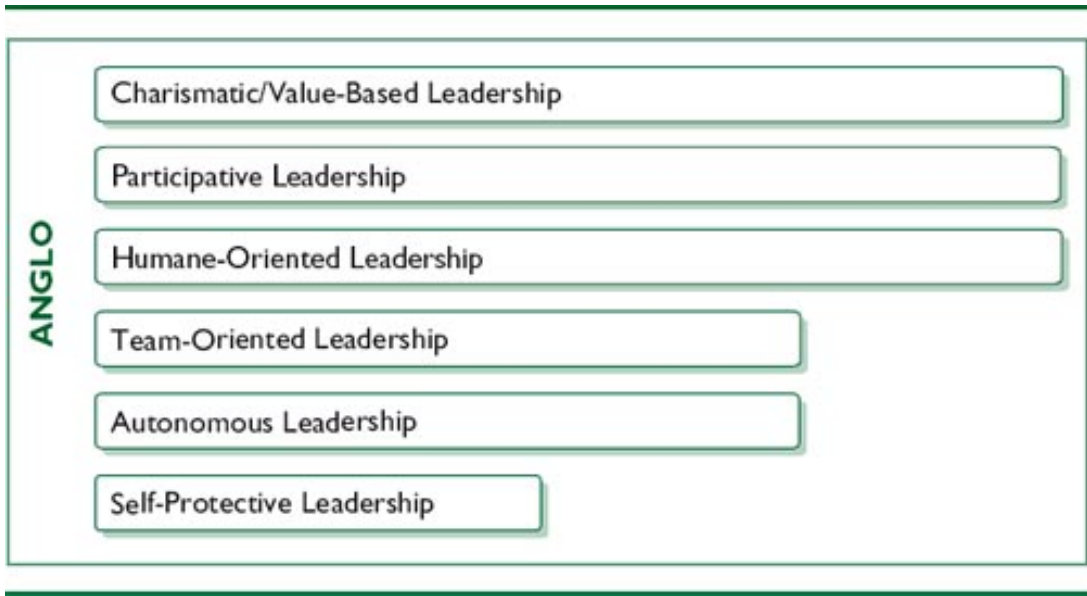 ANGLO
Charismatic/Value-Based Leadership
Participative Leadership
Humane-Oriented Leadership
Team-Oriented Leadership
Autonomous Leadership
Self-Protective Leadership